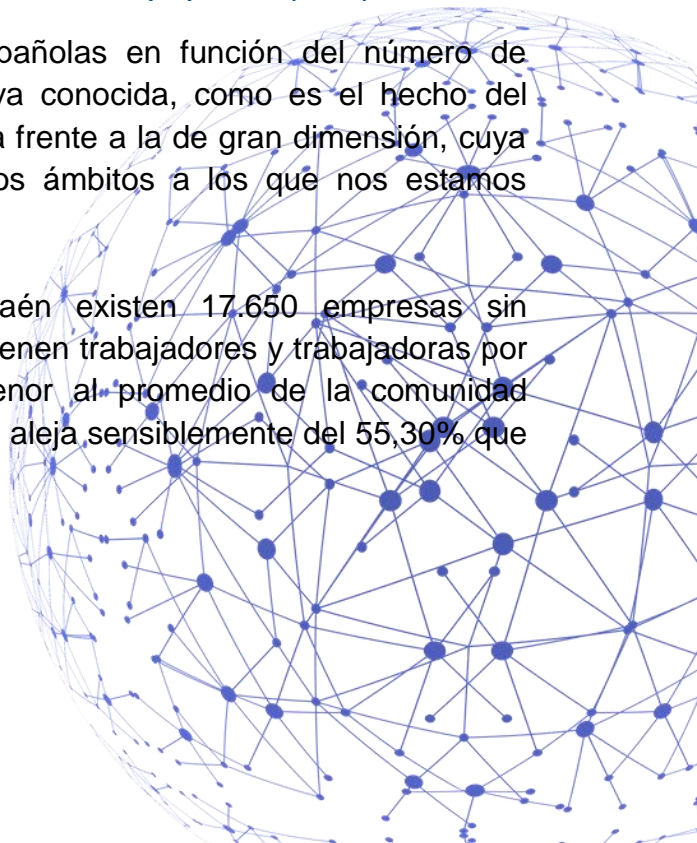 pañolas en función del número de
ya conocida, como es el hecho del
a frente a la de gran dimensión, cuya
os ámbitos a los que nos estamos
aén existen 17.650 empresas sin
ienen trabajadores y trabajadoras por
enor al promedio de la comunidad
aleja sensiblemente del 55,30% que